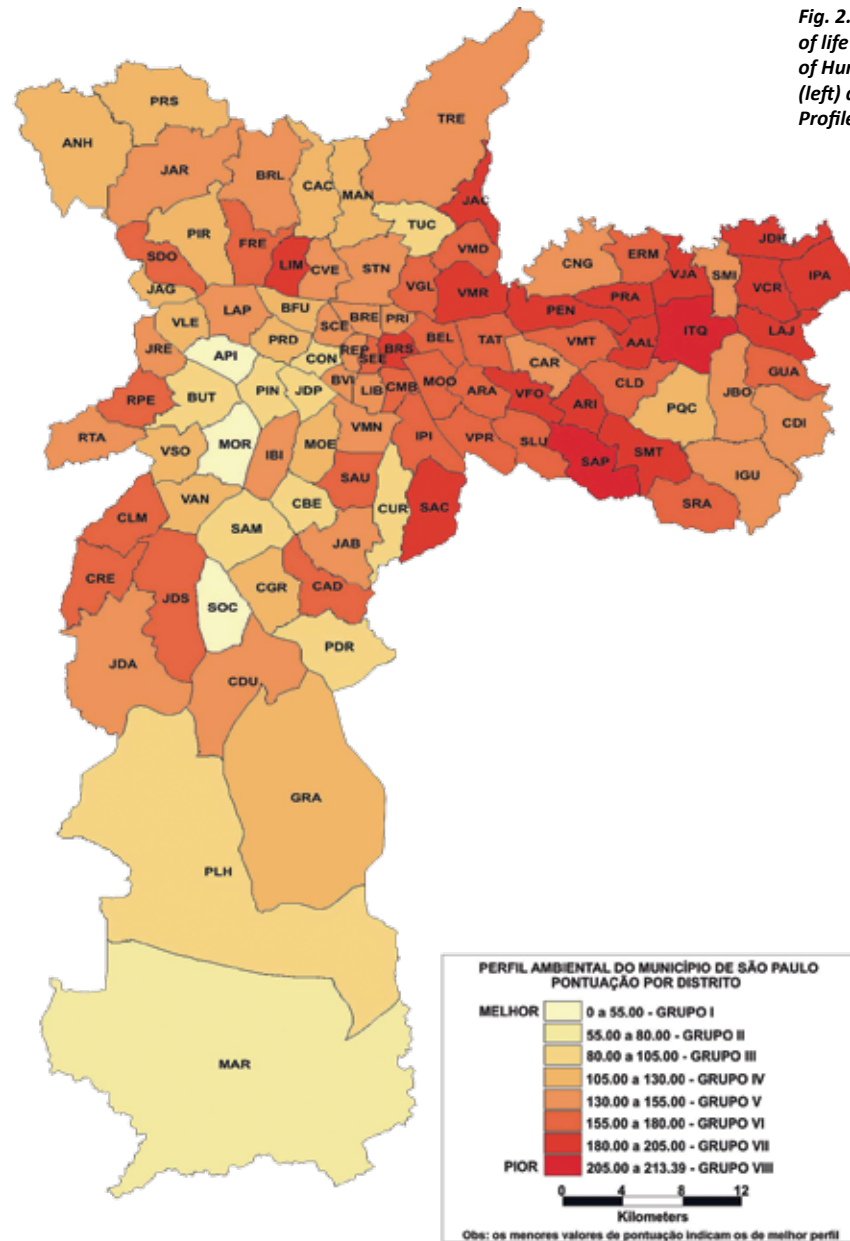 Fig. 2.
of life
of Hur
(left) a
Profile
PRS
ANH
TRE
JAR
BRL
CAC
MAN
JAC
TUC
PIR
FRE
SDO
LIM
CVE
STN
VMD
CNG
ERM
JDH
VJA
SMI
VCR
IPA
JAG
VGL
VMR
PEN
PRA
ITQ
LAJ
VLE
LAP
BFU
SCE
BRE
PRI
BEL
TAT
VMT
AAL
JRE
API
PRD
CON
REP
SEE
BRS
CAR
CLD
GUA
RPE
BUT
PIN
JDP
BVI
LIB
CMB
MOO
ARA
VFO
ARI
PQC
JBO
CDI
RTA
VSO
MOR
IBI
MOE
VMN
IPI
VPR
SLU
SAP
SMT
IGU
SRA
CLM
VAN
SAM
CBE
SAU
CUR
SAC
JAB
CRE
JDS
SOC
CGR
CAD
JDA
CDU
PDR
GRA
PLH
MAR
PERFIL AMBIENTAL DO MUNICÍPIO DE SÃO PAULO
PONTUAÇÃO POR DISTRITO
MELHOR 0 a 55.00 - GRUPO I
55.00 a 80.00 - GRUPO II
80.00 a 105.00 - GRUPO III
105.00 a 130.00 - GRUPO IV
130.00 a 155.00 - GRUPO V
155.00 a 180.00 - GRUPO VI
180.00 a 205.00 - GRUPO VII
PIOR 205.00 a 213.39 - GRUPO VIII
0 4 8 12
Kilometers
Obs: os menores valores de pontuação indicam os de melhor perfil